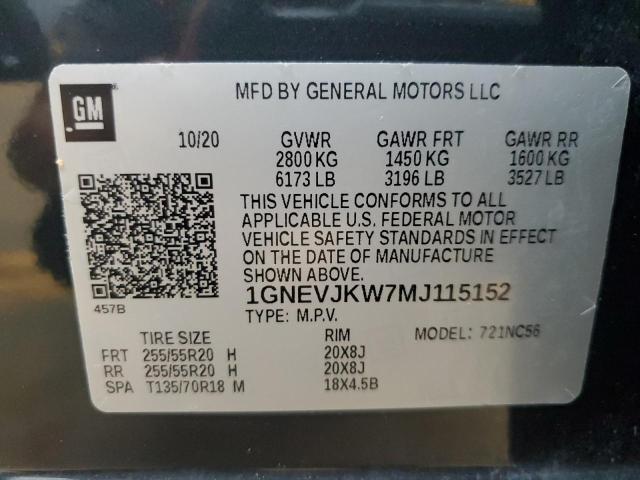 GM
MFD BY GENERAL MOTORS LLC
10/20 GVWR GAWR FRT GAWR RR
2800 KG 1450 KG 1600 KG
6173 LB 3196 LB 3527 LB
THIS VEHICLE CONFORMS TO ALL
APPLICABLE U.S. FEDERAL MOTOR
VEHICLE SAFETY STANDARDS IN EFFECT
ON THE DATE OF MANUFACTURE
SHOWN ABOVE.
1GNEVJKW7MJ115152
457B
TYPE: M.P.V. MODEL: 721NC56
TIRE SIZE RIM
FRT 255/55R20 H 20X8J
RR 255/55R20 H 20X8J
SPA T135/70R18 M 18X4.5B